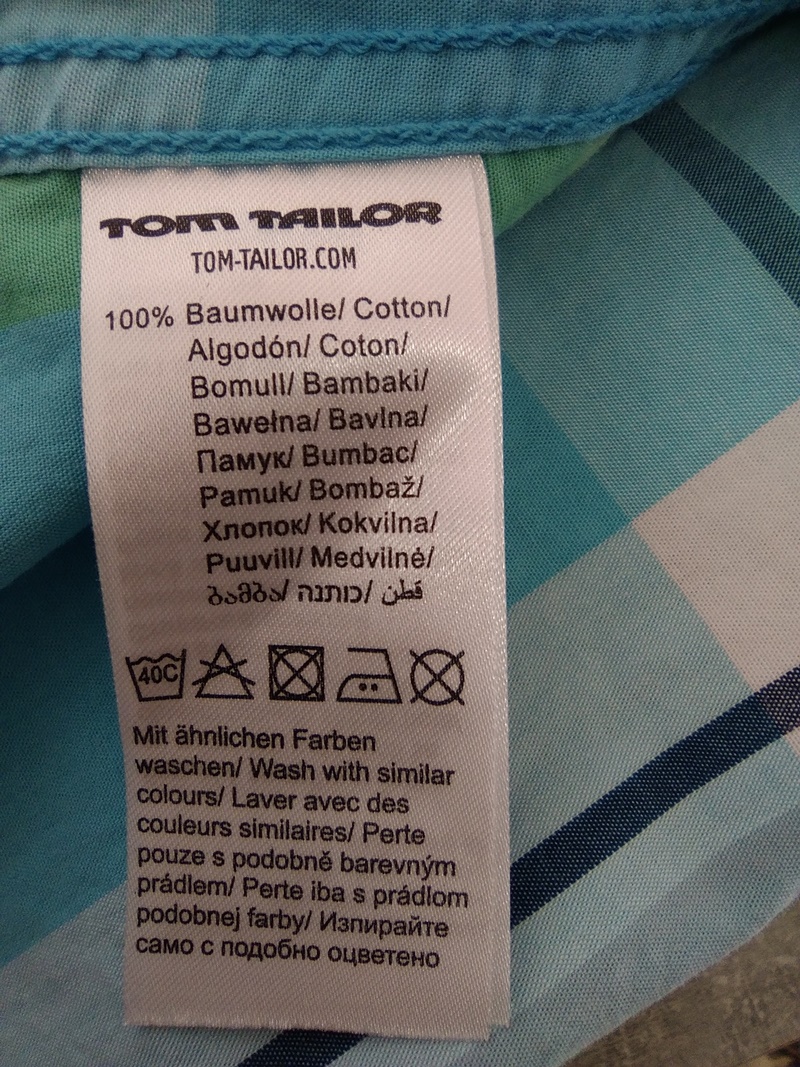 TOM TAILOR
TOM-TAILOR.COM
100% Baumwolle/ Cotton/
Algodón/ Coton/
Bomull/ Bambaki/
Bawełna/ Bavlna/
Памук/ Bumbac/
Pamuk/ Bombaž/
Хлопок/ Kokvilna/
Puuvill/ Medvilnė/
ბამბა/ כותנה/ قطن
40C
Mit ähnlichen Farben
waschen/ Wash with similar
colours/ Laver avec des
couleurs similaires/ Perte
pouze s podobně barevným
prádlem/ Perte iba s prádlom
podobnej farby/ Изпирайте
само с подобно оцветено